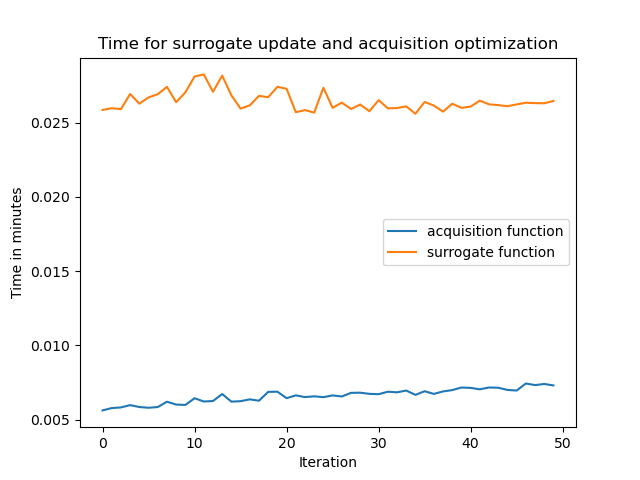 Time for surrogate update and acquisition optimization
0.025
0.020
0.015
0.010
0.005
Time in minutes
acquisition function
surrogate function
0 10 20 30 40 50
Iteration